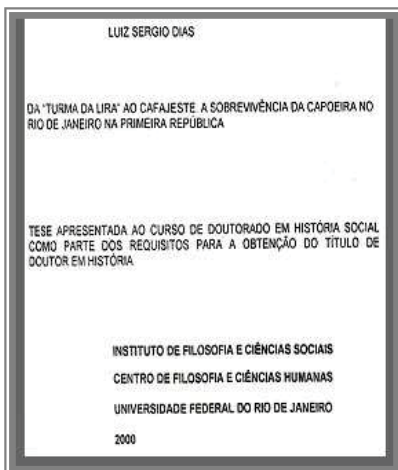 LUIZ SERGIO DIAS
DA "TURMA DA LIRA" AO CAFAJESTE. A SOBREVIVÊNCIA DA CAPOEIRA NO
RIO DE JANEIRO NA PRIMEIRA REPÚBLICA
TESE APRESENTADA AO CURSO DE DOUTORADO EM HISTÓRIA SOCIAL
COMO PARTE DOS REQUISITOS PARA A OBTENÇÃO DO TÍTULO DE
DOUTOR EM HISTÓRIA
INSTITUTO DE FILOSOFIA E CIÊNCIAS SOCIAIS
CENTRO DE FILOSOFIA E CIÊNCIAS HUMANAS
UNIVERSIDADE FEDERAL DO RIO DE JANEIRO
2000